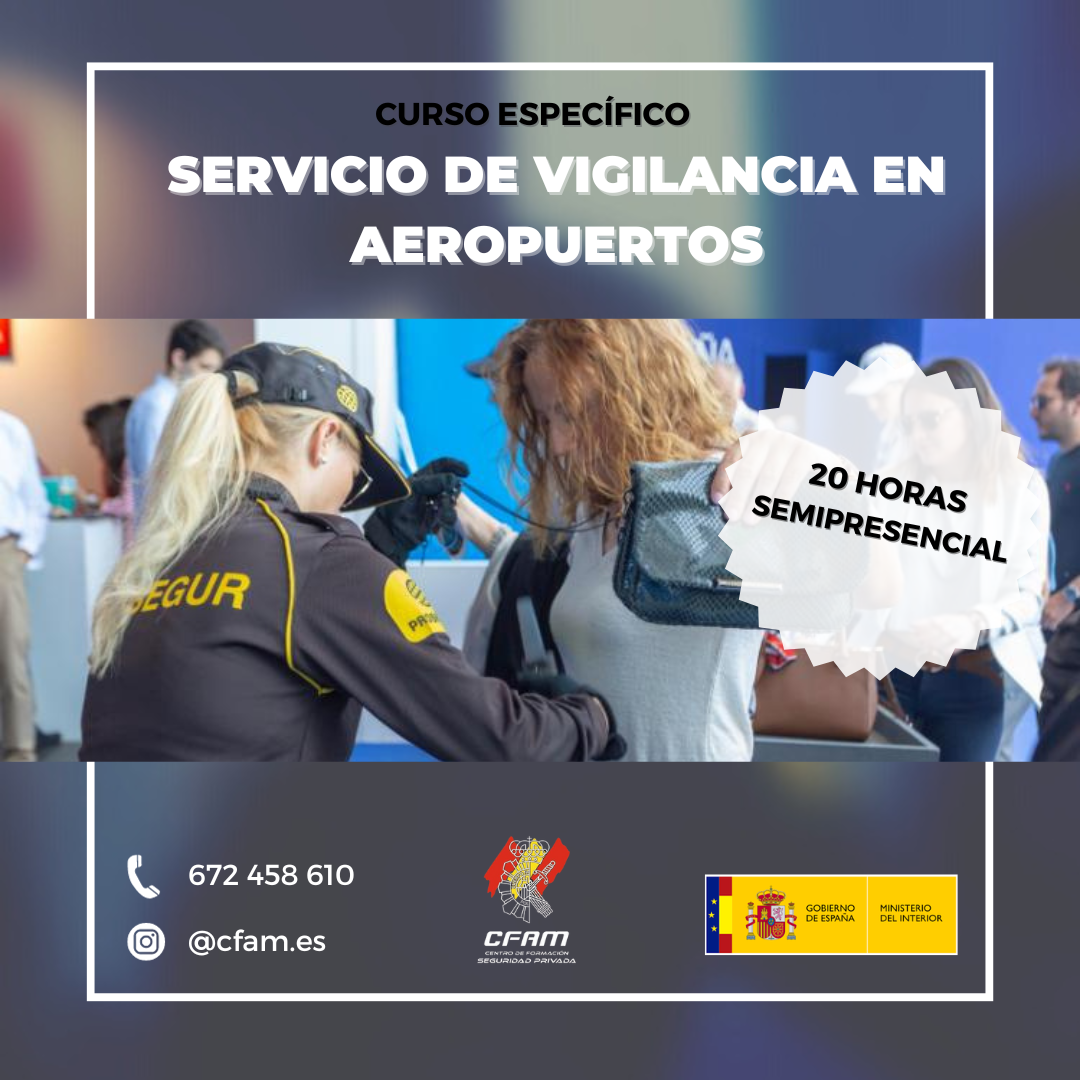 CURSO ESPECÍFICO
SERVICIO DE VIGILANCIA EN
AEROPUERTOS
SEGUR
20 HORAS
SEMIPRESENCIAL
672 458 610
@cfam.es
CFAM
CENTRO DE FORMACIÓN
SEGURIDAD PRIVADA
GOBIERNO
DE ESPAÑA
MINISTERIO
DEL INTERIOR